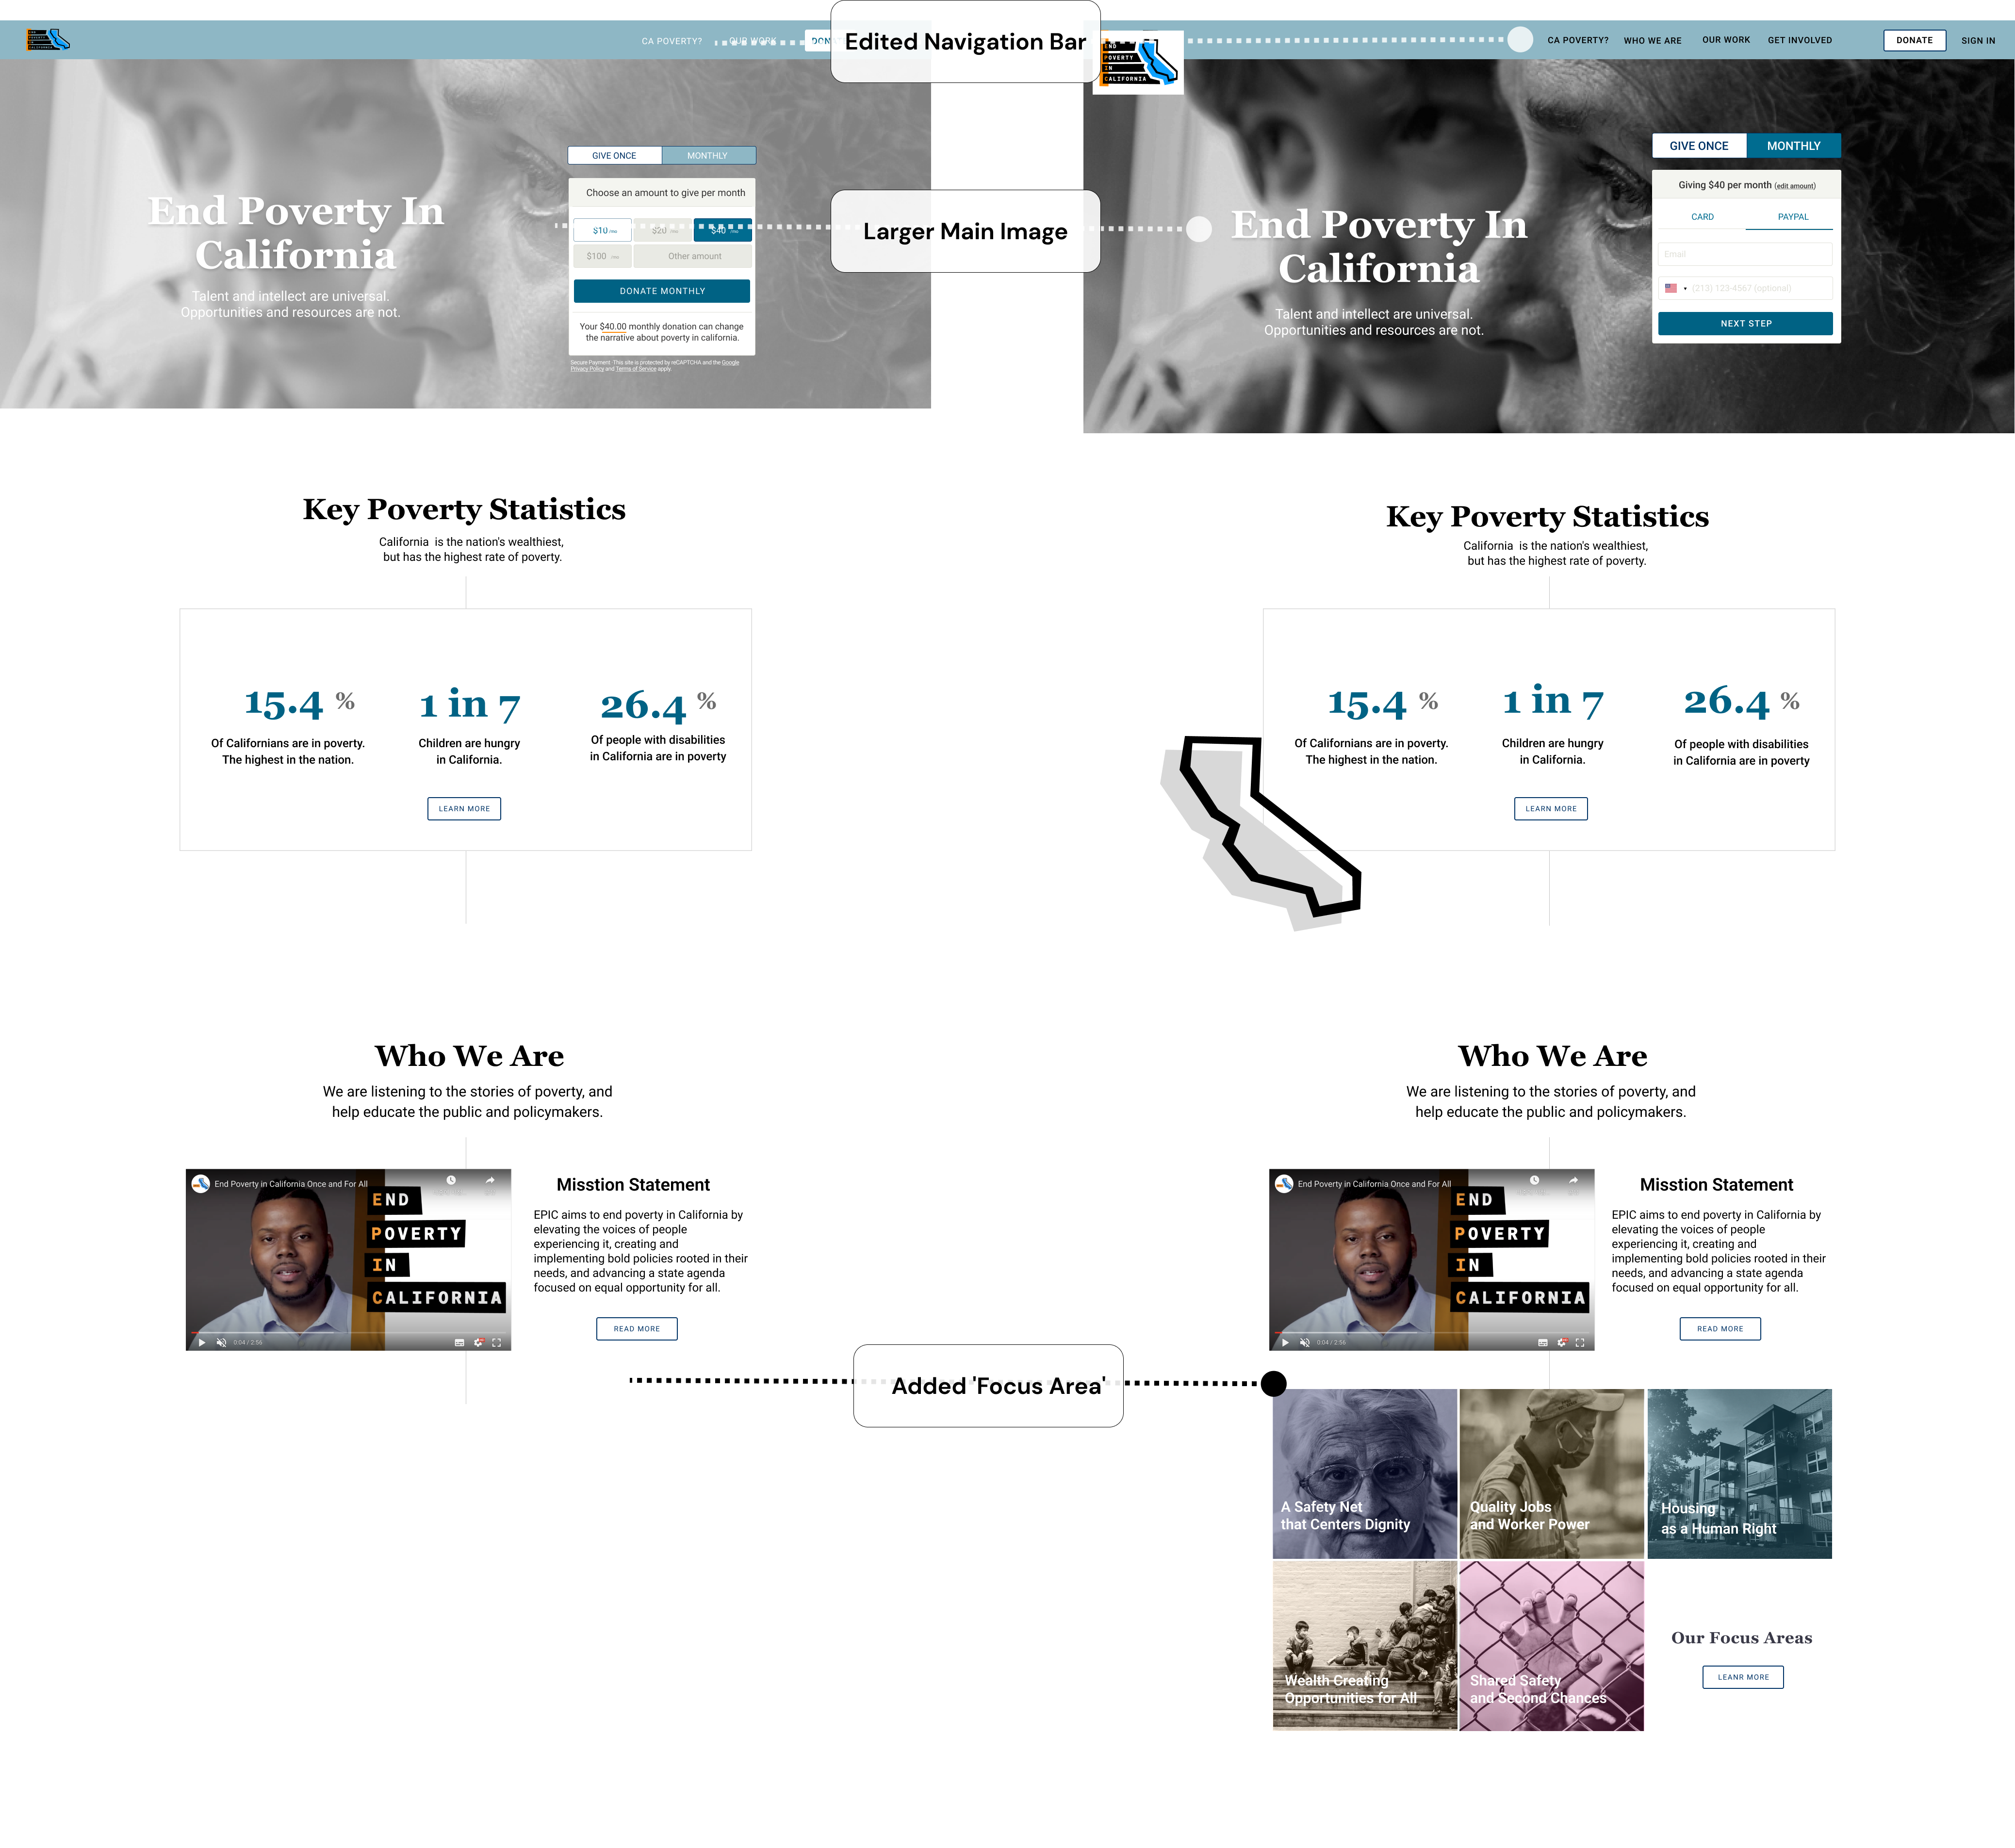 END
POVERTY
IN
CALIFORNIA
CA POVERTY?
OUR WORK
Edited Navigation Bar
END
POVERTY
IN
CALIFORNIA
CA POVERTY?
WHO WE ARE
OUR WORK
GET INVOLVED
DONATE
SIGN IN
End Poverty In
California
Talent and intellect are universal.
Opportunities and resources are not.
GIVE ONCE
MONTHLY
Choose an amount to give per month
$10 /mo
$20 /mo
$40 /mo
$100 /mo
Other amount
DONATE MONTHLY
Your $40.00 monthly donation can change
the narrative about poverty in california.
Secure Payment. This site is protected by reCAPTCHA and the Google
Privacy Policy and Terms of Service apply.
Larger Main Image
End Poverty In
California
Talent and intellect are universal.
Opportunities and resources are not.
GIVE ONCE
MONTHLY
Giving $40 per month (edit amount)
CARD
PAYPAL
Email
(213) 123-4567 (optional)
NEXT STEP
Key Poverty Statistics
California is the nation's wealthiest,
but has the highest rate of poverty.
15.4 %
Of Californians are in poverty.
The highest in the nation.
1 in 7
Children are hungry
in California.
26.4 %
Of people with disabilities
in California are in poverty
LEARN MORE
Key Poverty Statistics
California is the nation's wealthiest,
but has the highest rate of poverty.
15.4 %
Of Californians are in poverty.
The highest in the nation.
1 in 7
Children are hungry
in California.
26.4 %
Of people with disabilities
in California are in poverty
LEARN MORE
Who We Are
We are listening to the stories of poverty, and
help educate the public and policymakers.
End Poverty in California Once and For All
END
POVERTY
IN
CALIFORNIA
0:04 / 2:56
Misstion Statement
EPIC aims to end poverty in California by
elevating the voices of people
experiencing it, creating and
implementing bold policies rooted in their
needs, and advancing a state agenda
focused on equal opportunity for all.
READ MORE
Who We Are
We are listening to the stories of poverty, and
help educate the public and policymakers.
End Poverty in California Once and For All
END
POVERTY
IN
CALIFORNIA
0:04 / 2:56
Misstion Statement
EPIC aims to end poverty in California by
elevating the voices of people
experiencing it, creating and
implementing bold policies rooted in their
needs, and advancing a state agenda
focused on equal opportunity for all.
READ MORE
Added 'Focus Area'
A Safety Net
that Centers Dignity
Quality Jobs
and Worker Power
Housing
as a Human Right
Wealth Creating
Opportunities for All
Shared Safety
and Second Chances
Our Focus Areas
LEANR MORE